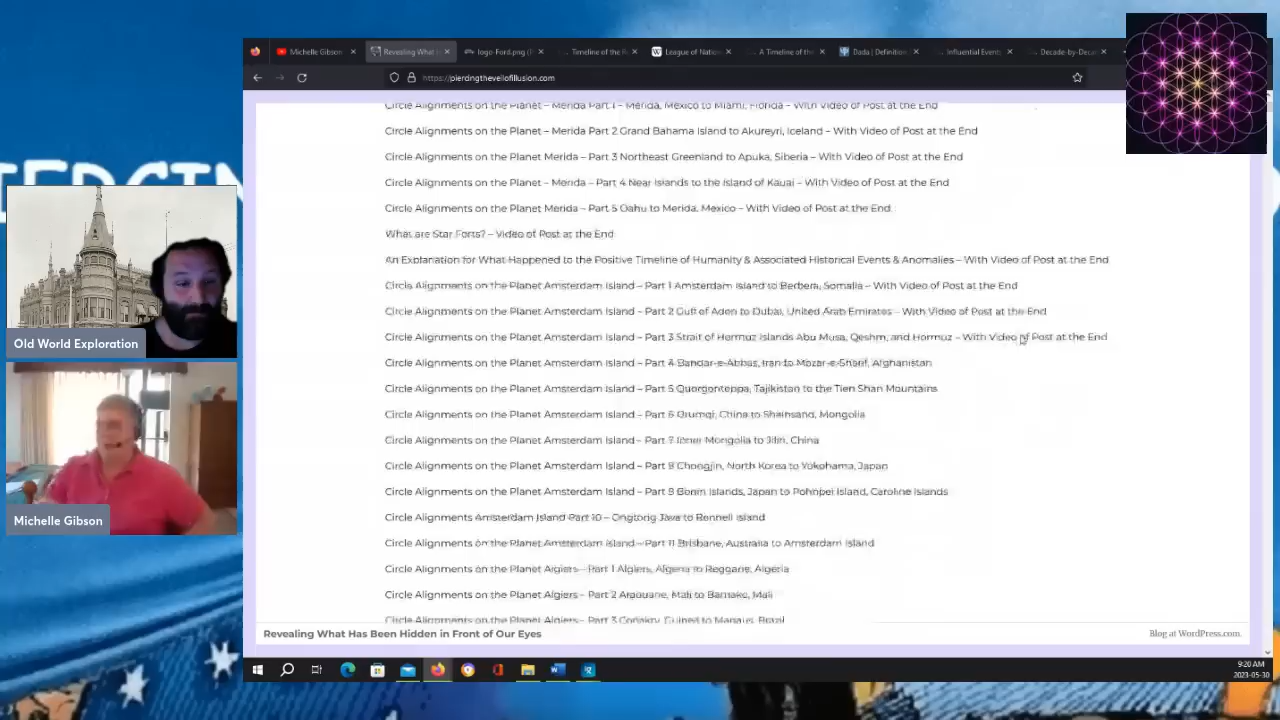 Michelle Gibson
Revealing What
logo-Ford.png
Timeline of the
League of Nation
A Timeline of the
Dada | Definition
Influential Event
Decade-by-Deca
https://piercingtheveilofillusion.com
Circle Alignments on the Planet – Merida Part 1 – Merida, Mexico to Miami, Florida – With Video of Post at the End
Circle Alignments on the Planet – Merida Part 2 Grand Bahama Island to Akureyri, Iceland – With Video of Post at the End
Circle Alignments on the Planet Merida – Part 3 Northeast Greenland to Apuka, Siberia – With Video of Post at the End
Circle Alignments on the Planet – Merida – Part 4 Near Islands to the Island of Kauai – With Video of Post at the End
Circle Alignments on the Planet Merida – Part 5 Oahu to Merida, Mexico – With Video of Post at the End
What are Star Forts? – Video of Post at the End
An Explanation for What Happened to the Positive Timeline of Humanity & Associated Historical Events & Anomalies – With Video of Post at the End
Circle Alignments on the Planet Amsterdam Island – Part 1 Amsterdam Island to Berbera, Somalia – With Video of Post at the End
Circle Alignments on the Planet Amsterdam Island – Part 2 Gulf of Aden to Dubai, United Arab Emirates – With Video of Post at the End
Circle Alignments on the Planet Amsterdam Island – Part 3 Strait of Hormuz Islands Abu Musa, Qeshm, and Hormuz – With Video of Post at the End
Circle Alignments on the Planet Amsterdam Island – Part 4 Bandar-e-Abbas, Iran to Mazar-e-Sharif, Afghanistan
Circle Alignments on the Planet Amsterdam Island – Part 5 Qurgonteppa, Tajikistan to the Tien Shan Mountains
Circle Alignments on the Planet Amsterdam Island – Part 6 Urumqi, China to Shainsand, Mongolia
Circle Alignments on the Planet Amsterdam Island – Part 7 Inner Mongolia to Jilin, China
Circle Alignments on the Planet Amsterdam Island – Part 8 Chongjin, North Korea to Yokohama, Japan
Circle Alignments on the Planet Amsterdam Island – Part 9 Bonin Islands, Japan to Pohnpei Island, Caroline Islands
Circle Alignments Amsterdam Island Part 10 – Ongtong Java to Rennell Island
Circle Alignments on the Planet Amsterdam Island – Part 11 Brisbane, Australia to Amsterdam Island
Circle Alignments on the Planet Algiers – Part 1 Algiers, Algeria to Reggane, Algeria
Circle Alignments on the Planet Algiers – Part 2 Araouane, Mali to Bamako, Mali
Circle Alignments on the Planet Algiers – Part 3 Conakry, Guinea to Manaus, Brazil
Revealing What Has Been Hidden in Front of Our Eyes
Blog at WordPress.com.
Old World Exploration
Michelle Gibson
9:20 AM
2023-05-30